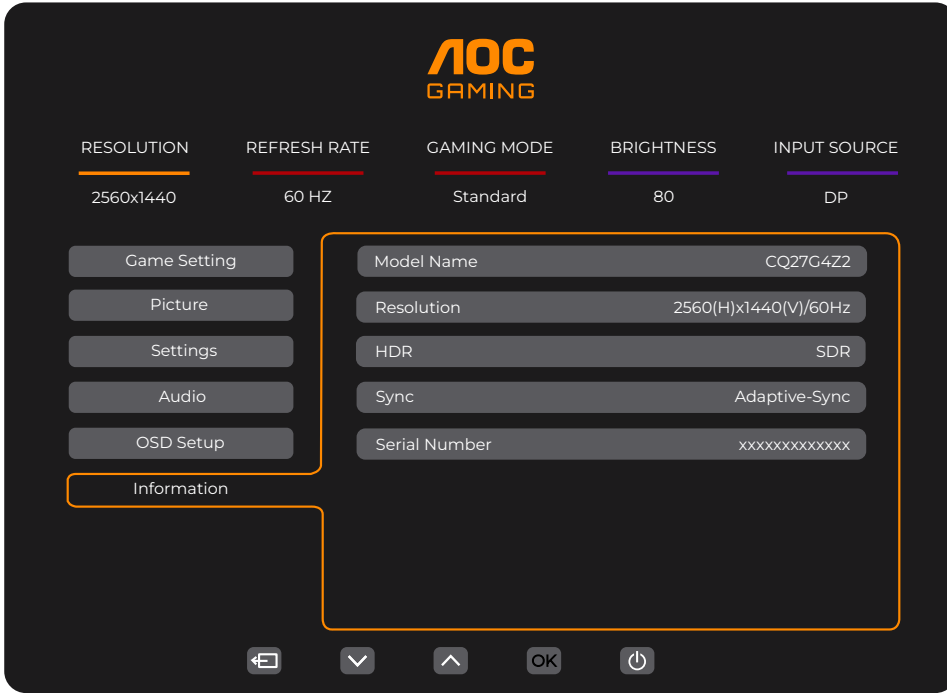 AOC
GAMING
RESOLUTION REFRESH RATE GAMING MODE BRIGHTNESS INPUT SOURCE
2560x1440 60 HZ Standard 80 DP
Game Setting
Picture
Settings
Audio
OSD Setup
Information
Model Name CQ27G4Z2
Resolution 2560(H)x1440(V)/60Hz
HDR SDR
Sync Adaptive-Sync
Serial Number xxxxxxxxxxxxx
OK